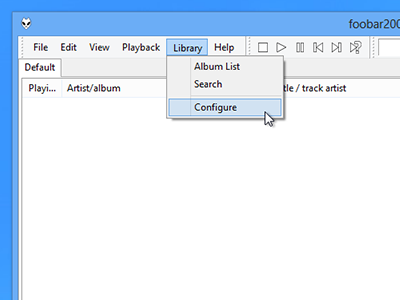 foobar200
File Edit View Playback Library Help
Album List
Search
Configure
Default
Playi... Artist/album tle / track artist